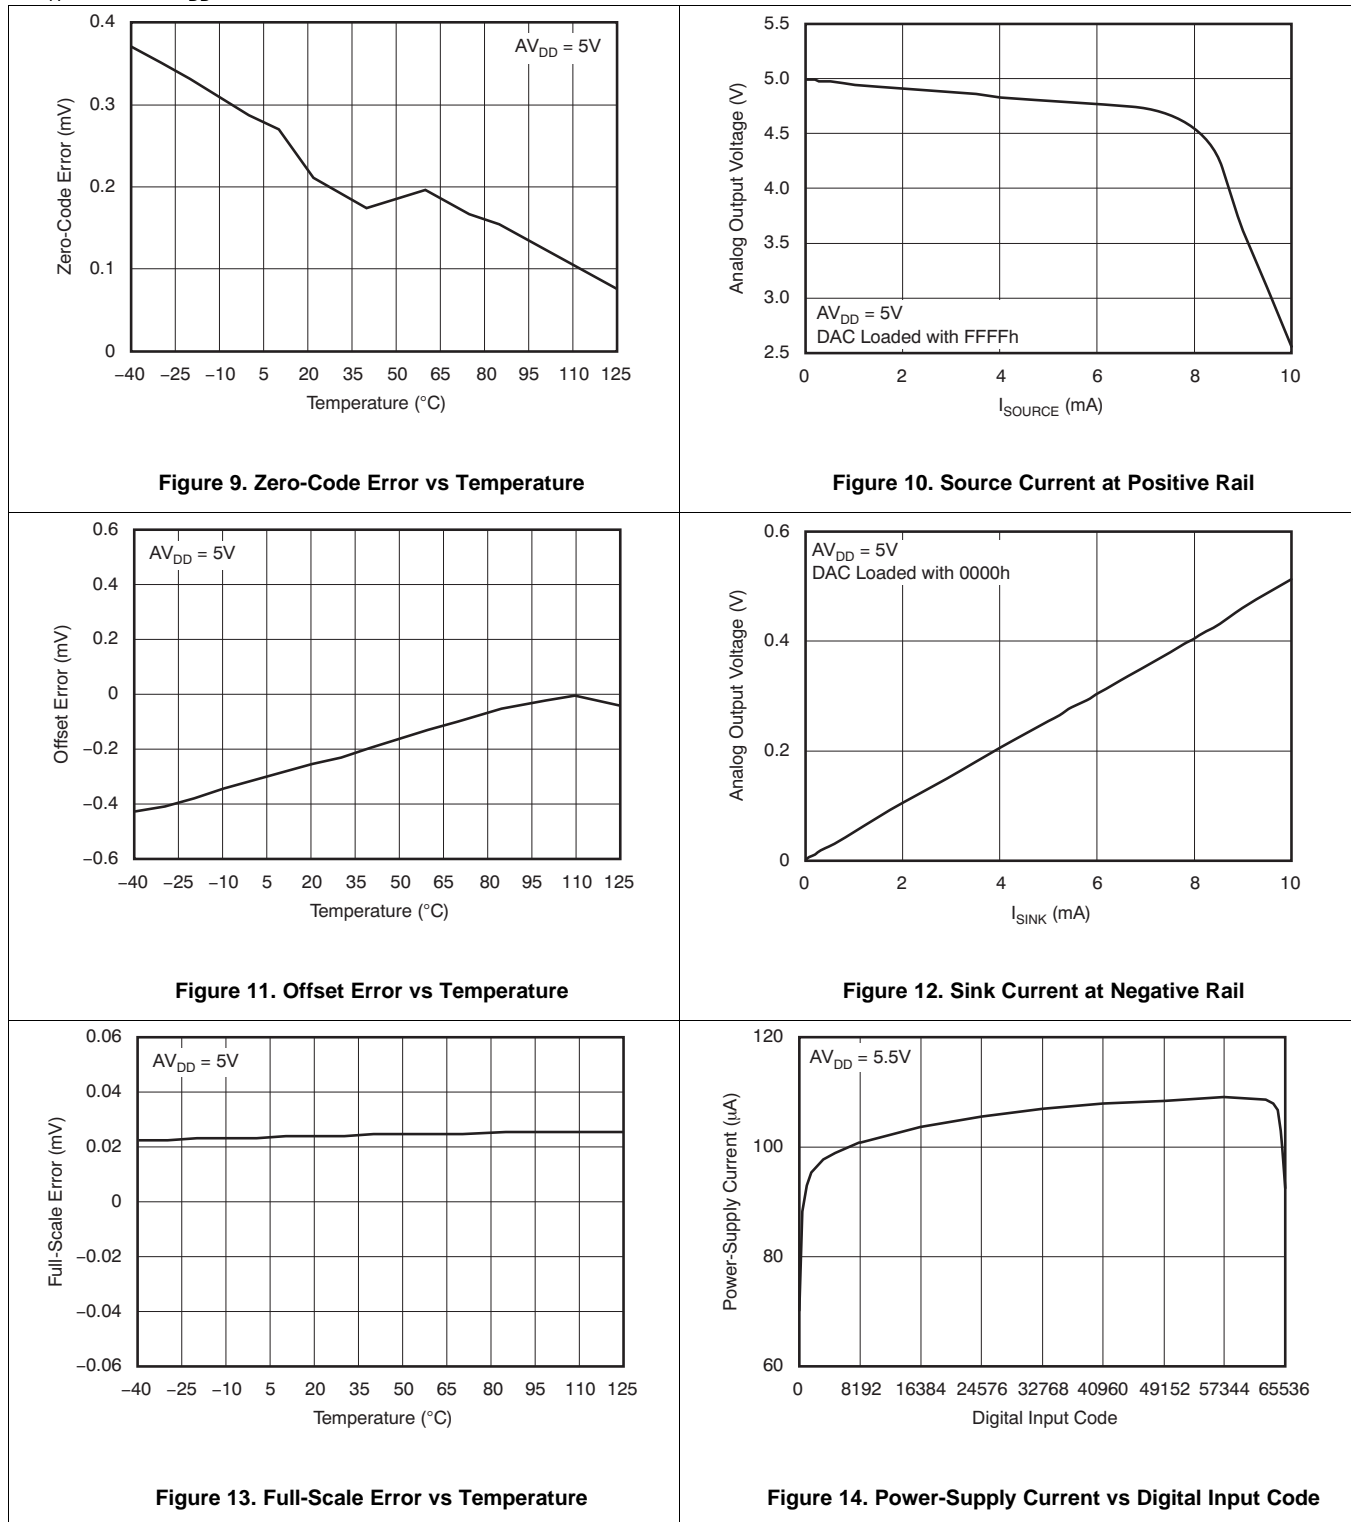 0.4
0.3
0.2
0.1
0
AVDD = 5V
Zero-Code Error (mV)
−40 −25 −10 5 20 35 50 65 80 95 110 125
Temperature (°C)
Figure 9. Zero-Code Error vs Temperature
5.5
5.0
4.5
4.0
3.5
3.0
2.5
Analog Output Voltage (V)
AVDD = 5V
DAC Loaded with FFFFh
0 2 4 6 8 10
ISOURCE (mA)
Figure 10. Source Current at Positive Rail
0.6
0.4
0.2
0
−0.2
−0.4
−0.6
AVDD = 5V
Offset Error (mV)
−40 −25 −10 5 20 35 50 65 80 95 110 125
Temperature (°C)
Figure 11. Offset Error vs Temperature
0.6
0.4
0.2
0
AVDD = 5V
DAC Loaded with 0000h
Analog Output Voltage (V)
0 2 4 6 8 10
ISINK (mA)
Figure 12. Sink Current at Negative Rail
0.06
0.04
0.02
0
−0.02
−0.04
−0.06
AVDD = 5V
Full-Scale Error (mV)
−40 −25 −10 5 20 35 50 65 80 95 110 125
Temperature (°C)
Figure 13. Full-Scale Error vs Temperature
120
100
80
60
AVDD = 5.5V
Power-Supply Current (µA)
0 8192 16384 24576 32768 40960 49152 57344 65536
Digital Input Code
Figure 14. Power-Supply Current vs Digital Input Code